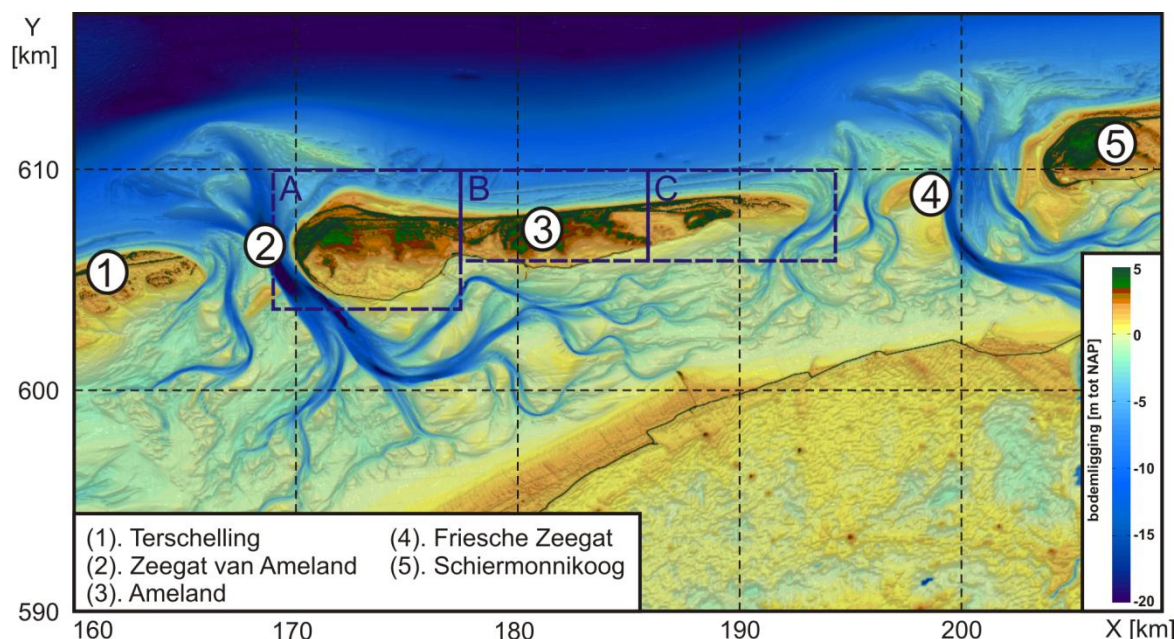 Y
[km]
610
600
590
160
170
180
190
200
X [km]
A
B
C
1
2
3
4
5
(1). Terschelling
(2). Zeegat van Ameland
(3). Ameland
(4). Friesche Zeegat
(5). Schiermonnikoog
bodemligging [m tot NAP]
5
0
-5
-10
-15
-20